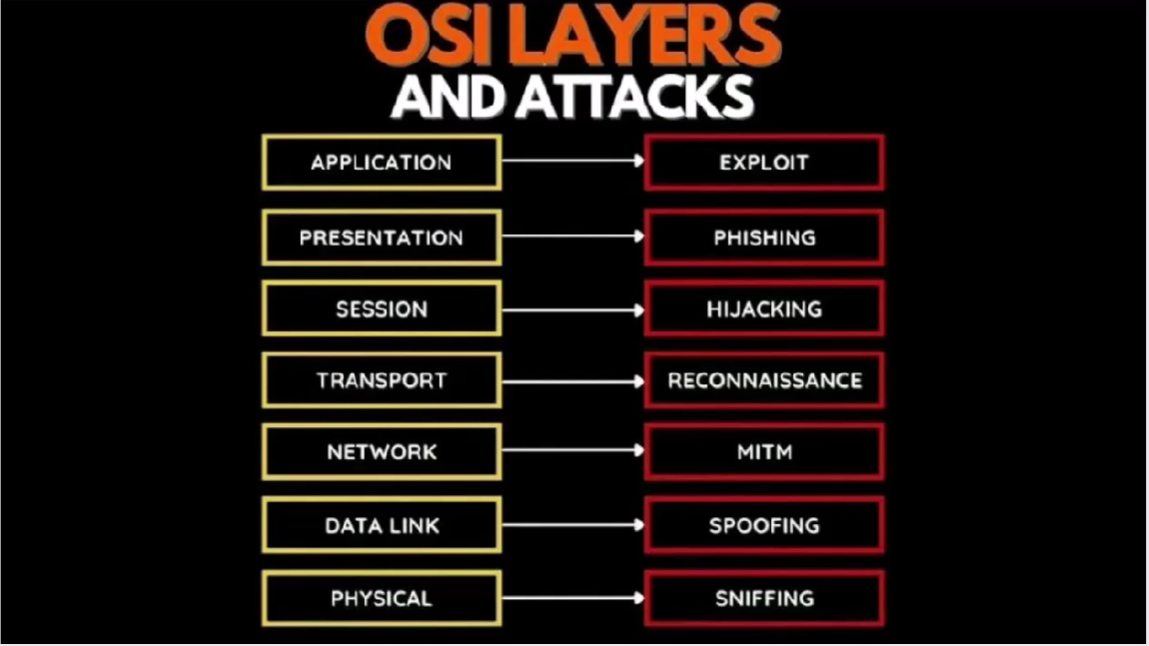 OSI LAYERS
AND ATTACKS
APPLICATION
EXPLOIT
PRESENTATION
PHISHING
SESSION
HIJACKING
TRANSPORT
RECONNAISSANCE
NETWORK
MITM
DATA LINK
SPOOFING
PHYSICAL
SNIFFING